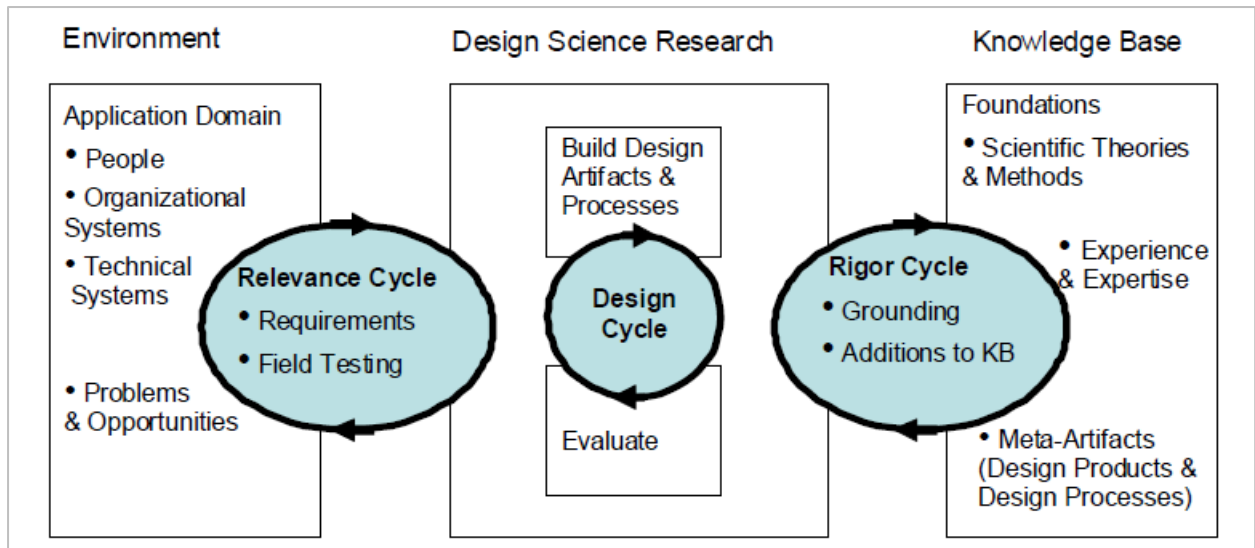 Environment
Design Science Research
Knowledge Base
Application Domain
• People
• Organizational
Systems
• Technical
Systems
• Problems
& Opportunities
Relevance Cycle
• Requirements
• Field Testing
Build Design
Artifacts &
Processes
Design
Cycle
Evaluate
Rigor Cycle
• Grounding
• Additions to KB
Foundations
• Scientific Theories
& Methods
• Experience
& Expertise
• Meta-Artifacts
(Design Products &
Design Processes)